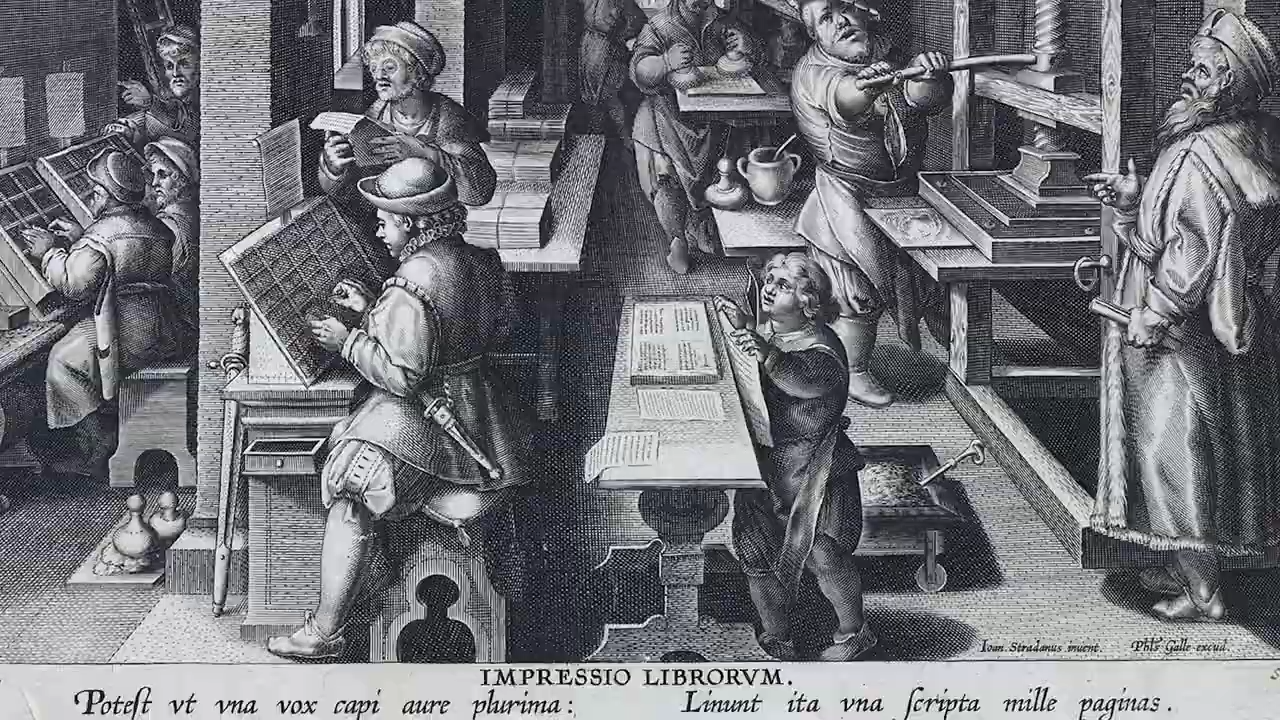 Ioan. Stradanus invent. Phls Galle excud.
IMPRESSIO LIBRORVM.
Poteſt vt vna vox capi aure plurima: Linunt ita vna ſcripta mille paginas.